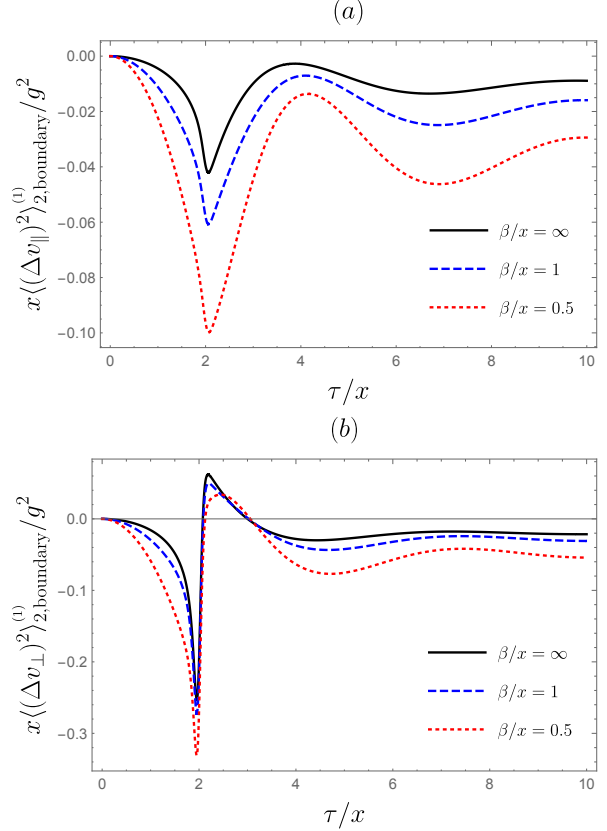 (a)
0.00
−0.02
−0.04
−0.06
−0.08
−0.10
x⟨(Δv∥)²⟩⁽¹⁾₂,boundary/g²
β/x = ∞
β/x = 1
β/x = 0.5
0 2 4 6 8 10
τ/x
(b)
0.0
−0.1
−0.2
−0.3
x⟨(Δv⊥)²⟩⁽¹⁾₂,boundary/g²
β/x = ∞
β/x = 1
β/x = 0.5
0 2 4 6 8 10
τ/x